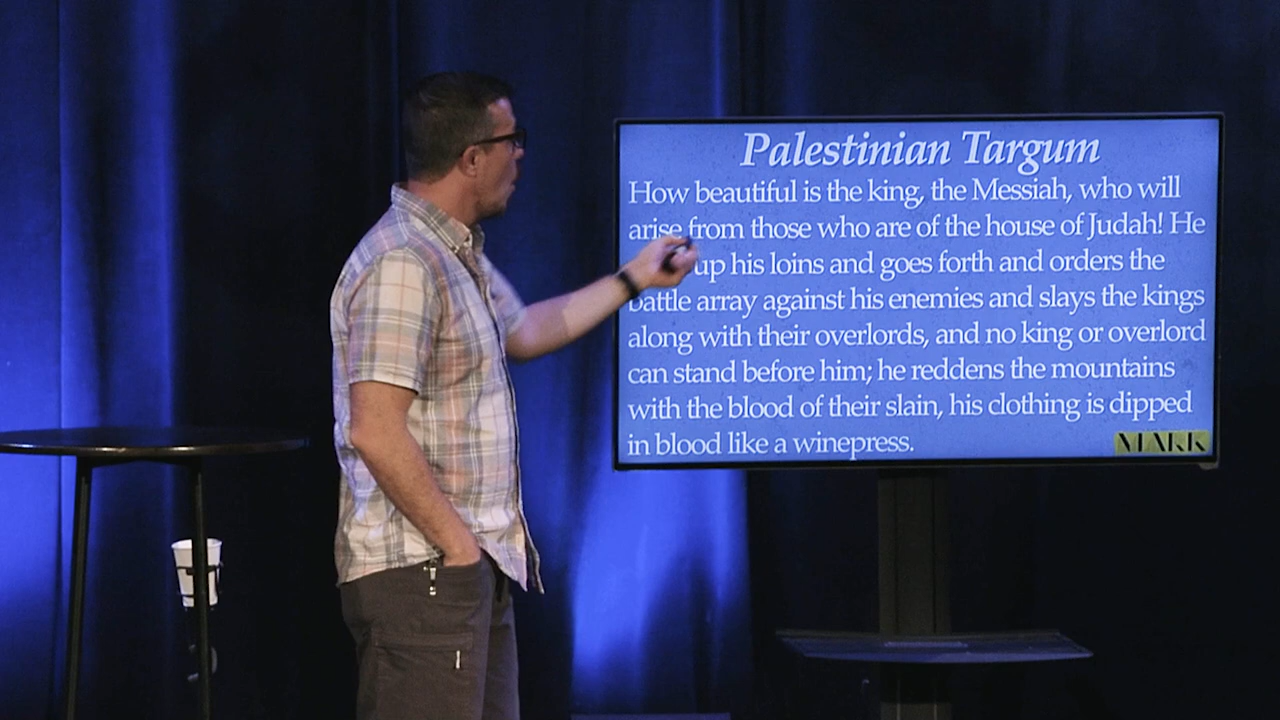 Palestinian Targum
How beautiful is the king, the Messiah, who will
arise from those who are of the house of Judah! He
up his loins and goes forth and orders the
battle array against his enemies and slays the kings
along with their overlords, and no king or overlord
can stand before him; he reddens the mountains
with the blood of their slain, his clothing is dipped
in blood like a winepress.
MARK